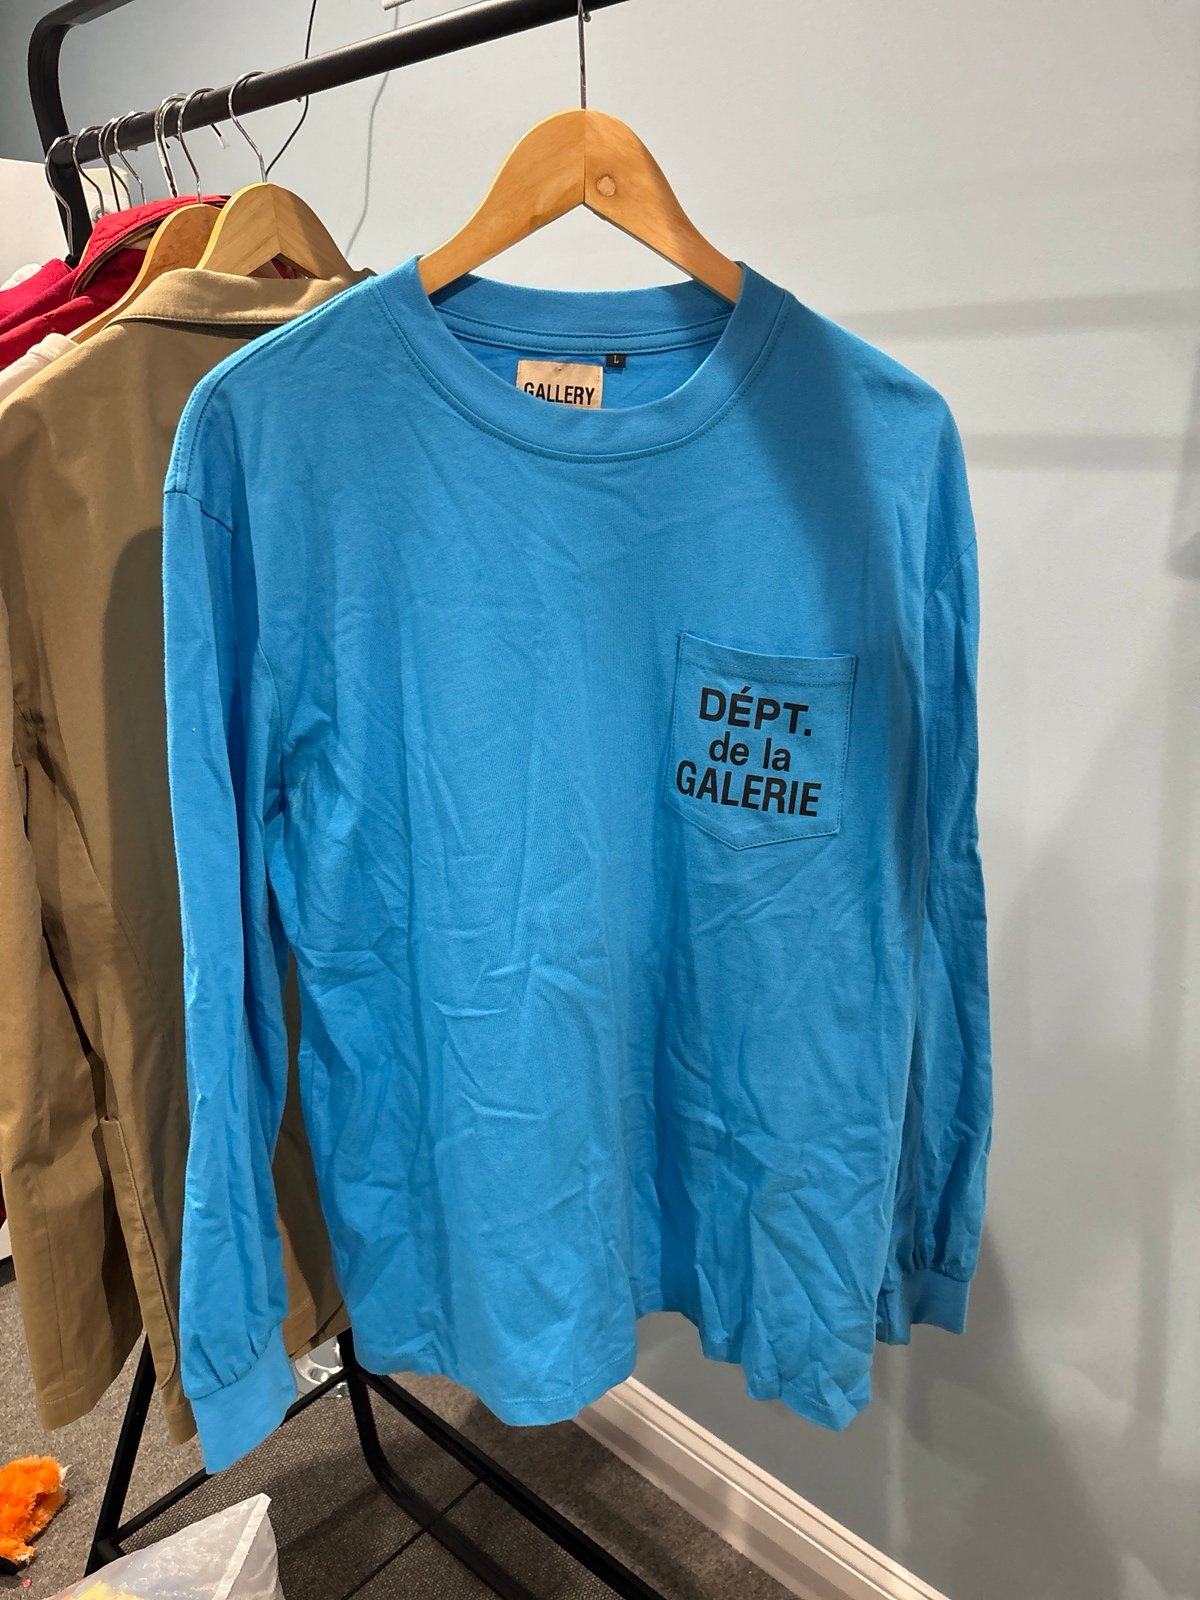 GALLERY
L
DÉPT.
de la
GALERIE